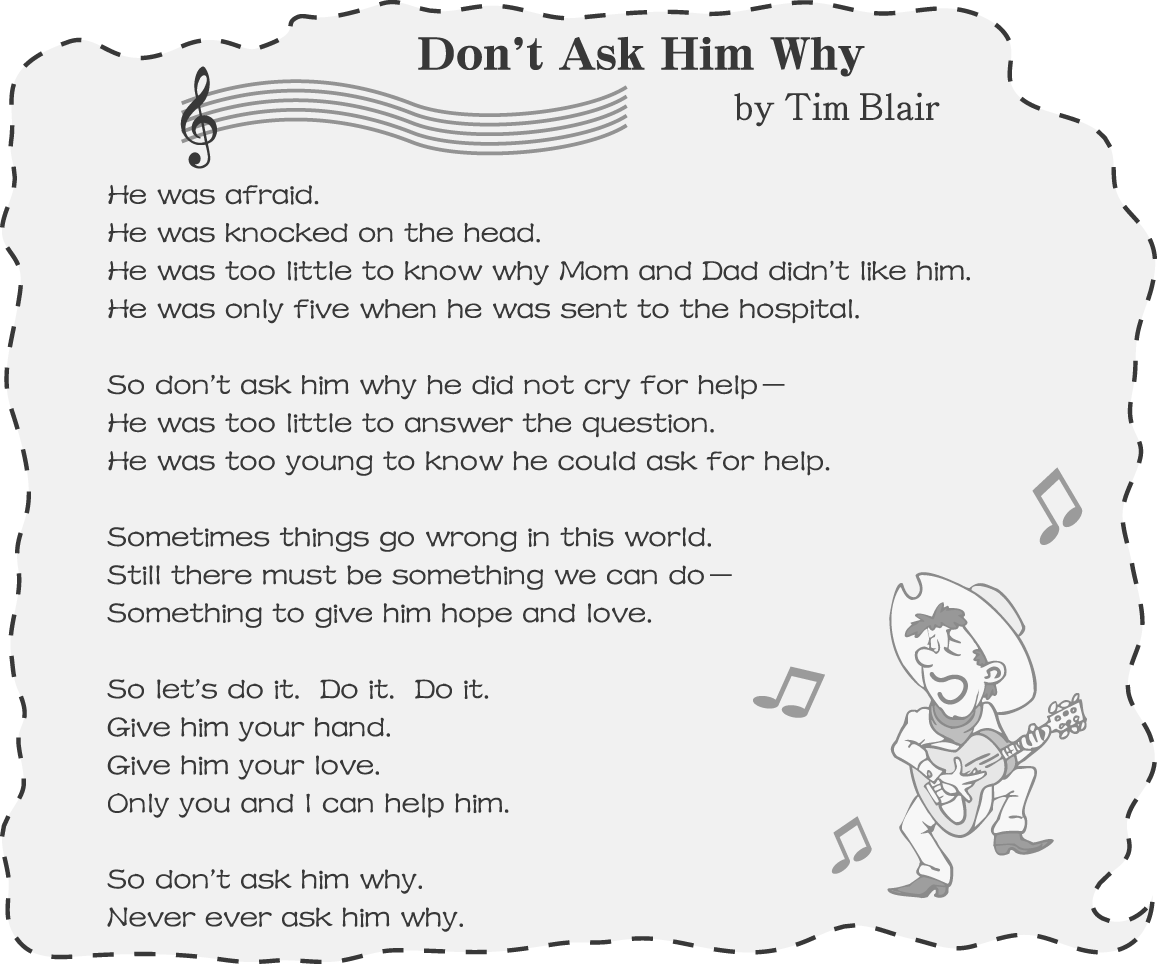 Don't Ask Him Why
by Tim Blair
He was afraid.
He was knocked on the head.
He was too little to know why Mom and Dad didn't like him.
He was only five when he was sent to the hospital.
So don't ask him why he did not cry for help—
He was too little to answer the question.
He was too young to know he could ask for help.
Sometimes things go wrong in this world.
Still there must be something we can do—
Something to give him hope and love.
So let's do it. Do it. Do it.
Give him your hand.
Give him your love.
Only you and I can help him.
So don't ask him why.
Never ever ask him why.